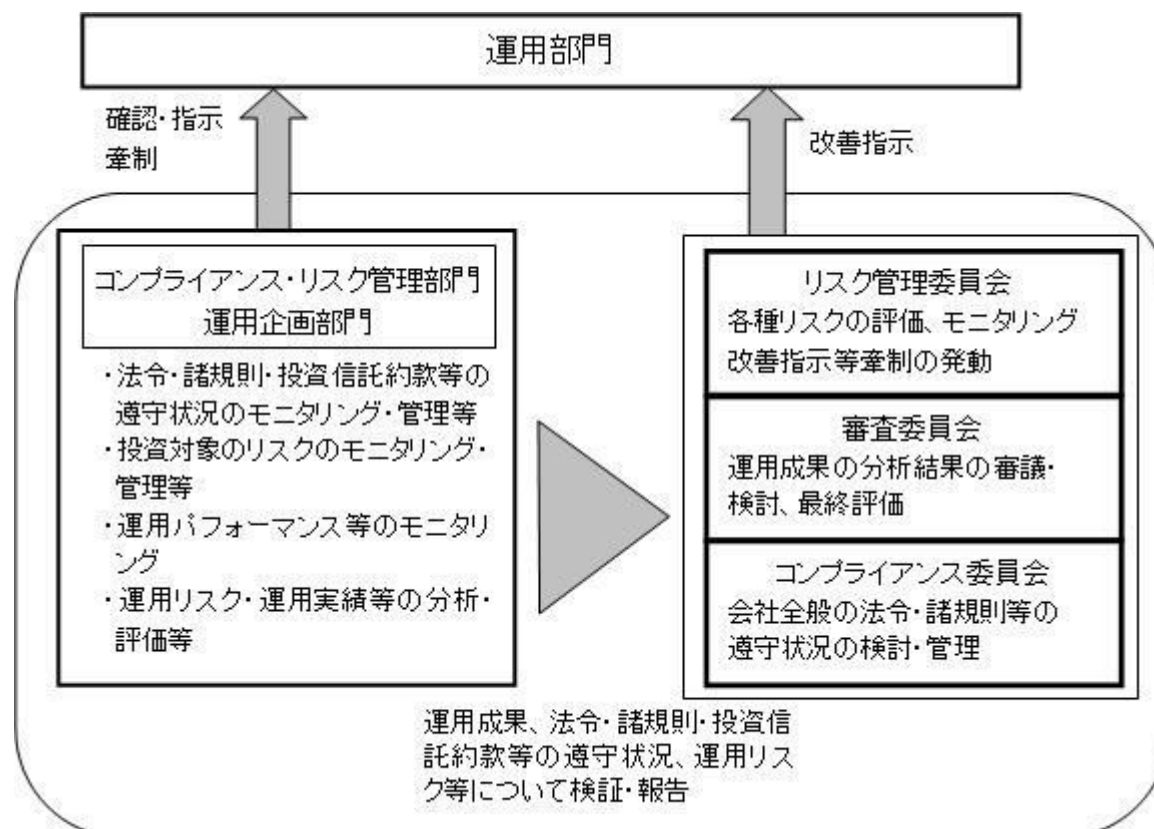 運用部門
確認・指示
牽制
改善指示
コンプライアンス・リスク管理部門
運用企画部門
・法令・諸規則・投資信託約款等の
遵守状況のモニタリング・管理等
・投資対象のリスクのモニタリング・
管理等
・運用パフォーマンス等のモニタリ
ング
・運用リスク・運用実績等の分析・
評価等
リスク管理委員会
各種リスクの評価、モニタリング
改善指示等牽制の発動
審査委員会
運用成果の分析結果の審議・
検討、最終評価
コンプライアンス委員会
会社全般の法令・諸規則等の
遵守状況の検討・管理
運用成果、法令・諸規則・投資信
託約款等の遵守状況、運用リス
ク等について検証・報告